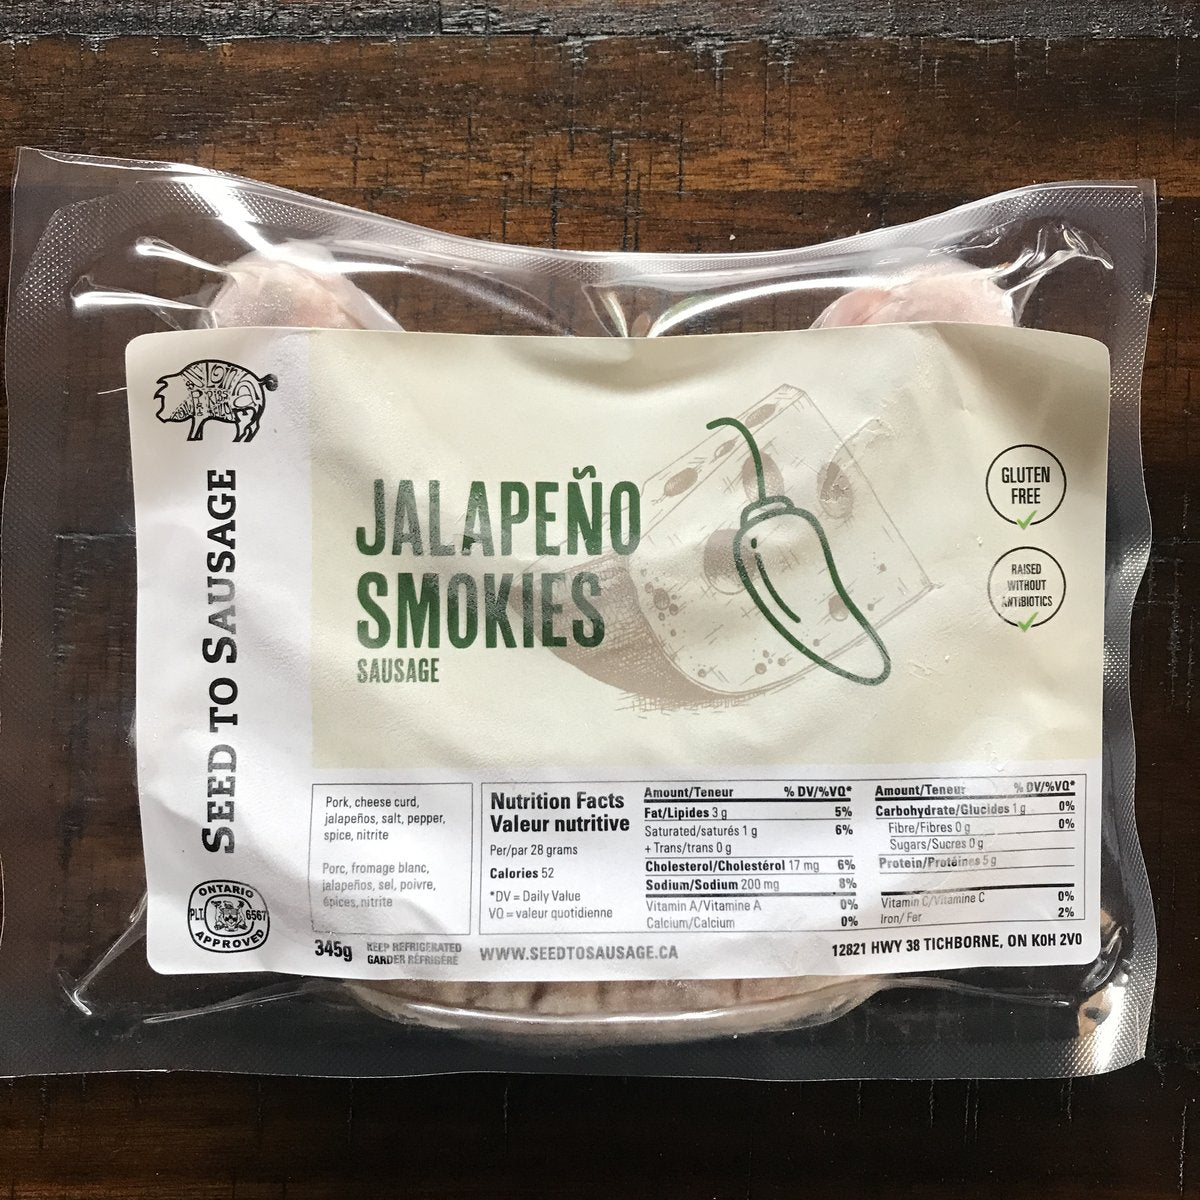 SEED TO SAUSAGE
JALAPEÑO
SMOKIES
SAUSAGE
GLUTEN
FREE
RAISED
WITHOUT
ANTIBIOTICS
Pork, cheese curd,
jalapeños, salt, pepper,
spice, nitrite
Porc, fromage blanc,
jalapeños, sel, poivre,
épices, nitrite
Nutrition Facts
Valeur nutritive
Per/par 28 grams
Calories 52
*DV = Daily Value
VQ = valeur quotidienne
Amount/Teneur % DV/%VQ*
Fat/Lipides 3 g 5%
Saturated/saturés 1 g 6%
+ Trans/trans 0 g
Cholesterol/Cholestérol 17 mg 6%
Sodium/Sodium 200 mg 8%
Vitamin A/Vitamine A 0%
Calcium/Calcium 0%
Amount/Teneur % DV/%VQ*
Carbohydrate/Glucides 1 g 0%
Fibre/Fibres 0 g 0%
Sugars/Sucres 0 g
Protein/Protéines 5 g
Vitamin C/Vitamine C 0%
Iron/Fer 2%
ONTARIO
PLT. 6567
APPROVED
345g
KEEP REFRIGERATED
GARDER RÉFRIGÉRÉ
WWW.SEEDTOSAUSAGE.CA
12821 HWY 38 TICHBORNE, ON K0H 2V0